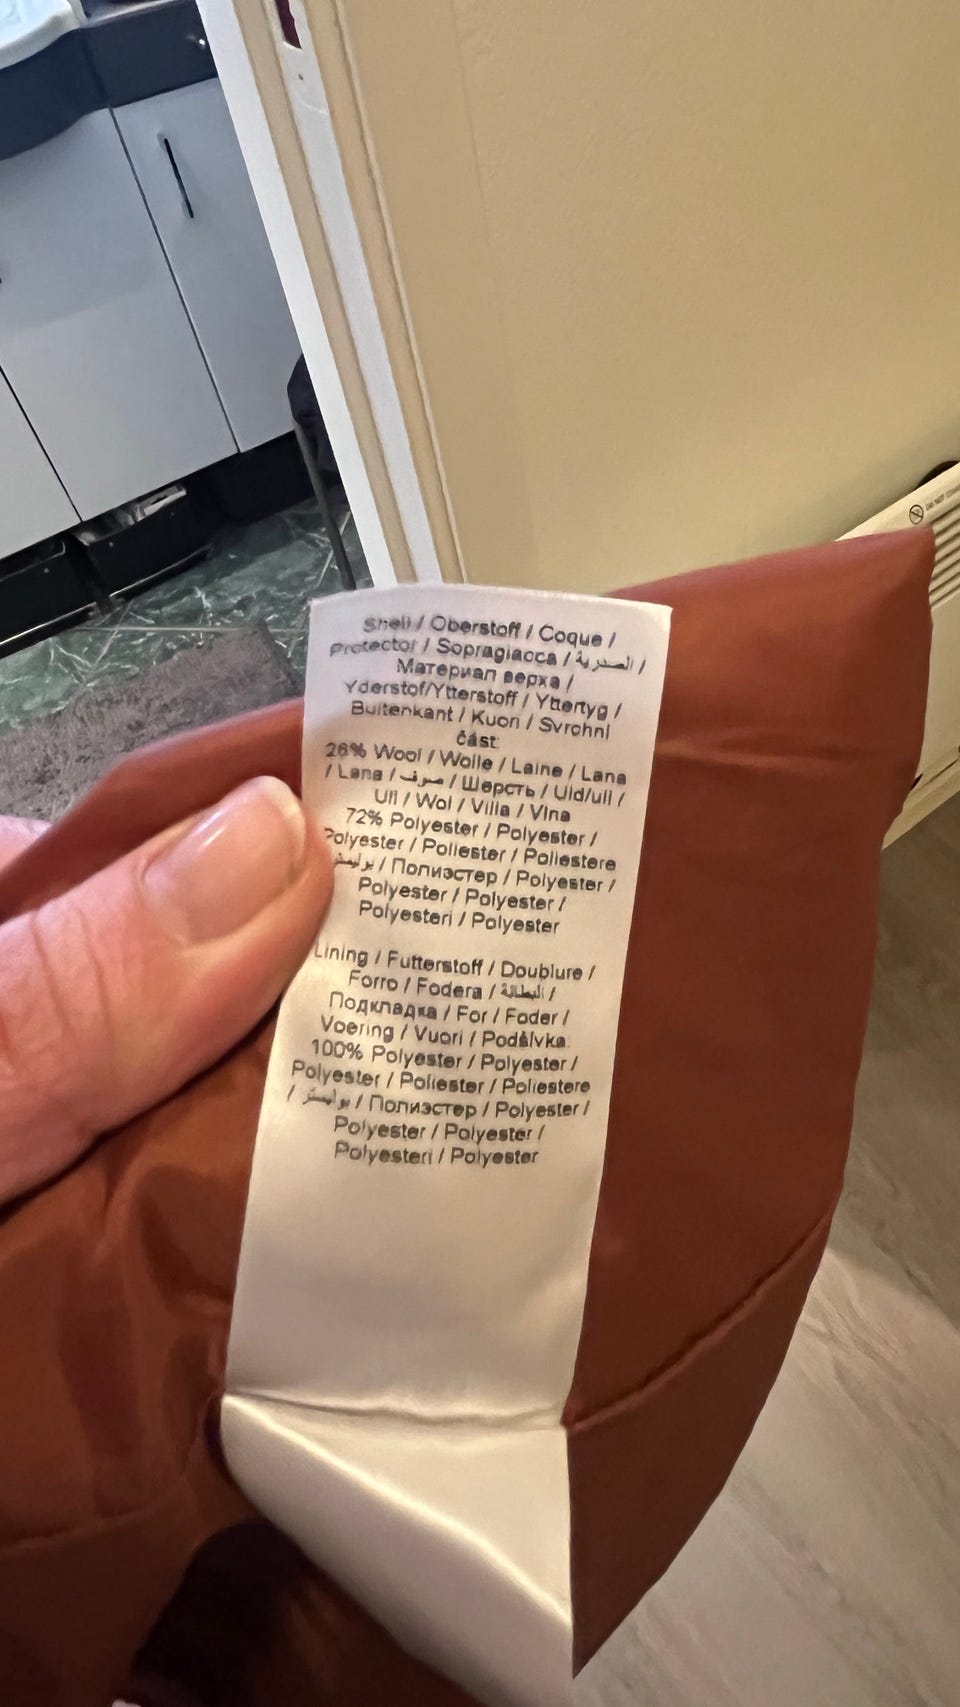 Shell / Oberstoff / Coque /
Protector / Sopragiacca / الصدرية /
Материал верха /
Yderstof/Ytterstoff / Yttertyg /
Buitenkant / Kuori / Svrchní
část:
28% Wool / Wolle / Laine / Lana
/ Lana / صوف / Шерсть / Uld/ull /
Ull / Wol / Villa / Vlna
72% Polyester / Polyester /
Polyester / Poliester / Poliestere
بوليستر / Полиэстер / Polyester /
Polyester / Polyester /
Polyesteri / Polyester
Lining / Futterstoff / Doublure /
Forro / Fodera / البطالة /
Подкладка / For / Foder /
Voering / Vuori / Podšívka:
100% Polyester / Polyester /
Polyester / Poliester / Poliestere
/ بوليستر / Полиэстер / Polyester /
Polyester / Polyester /
Polyesteri / Polyester